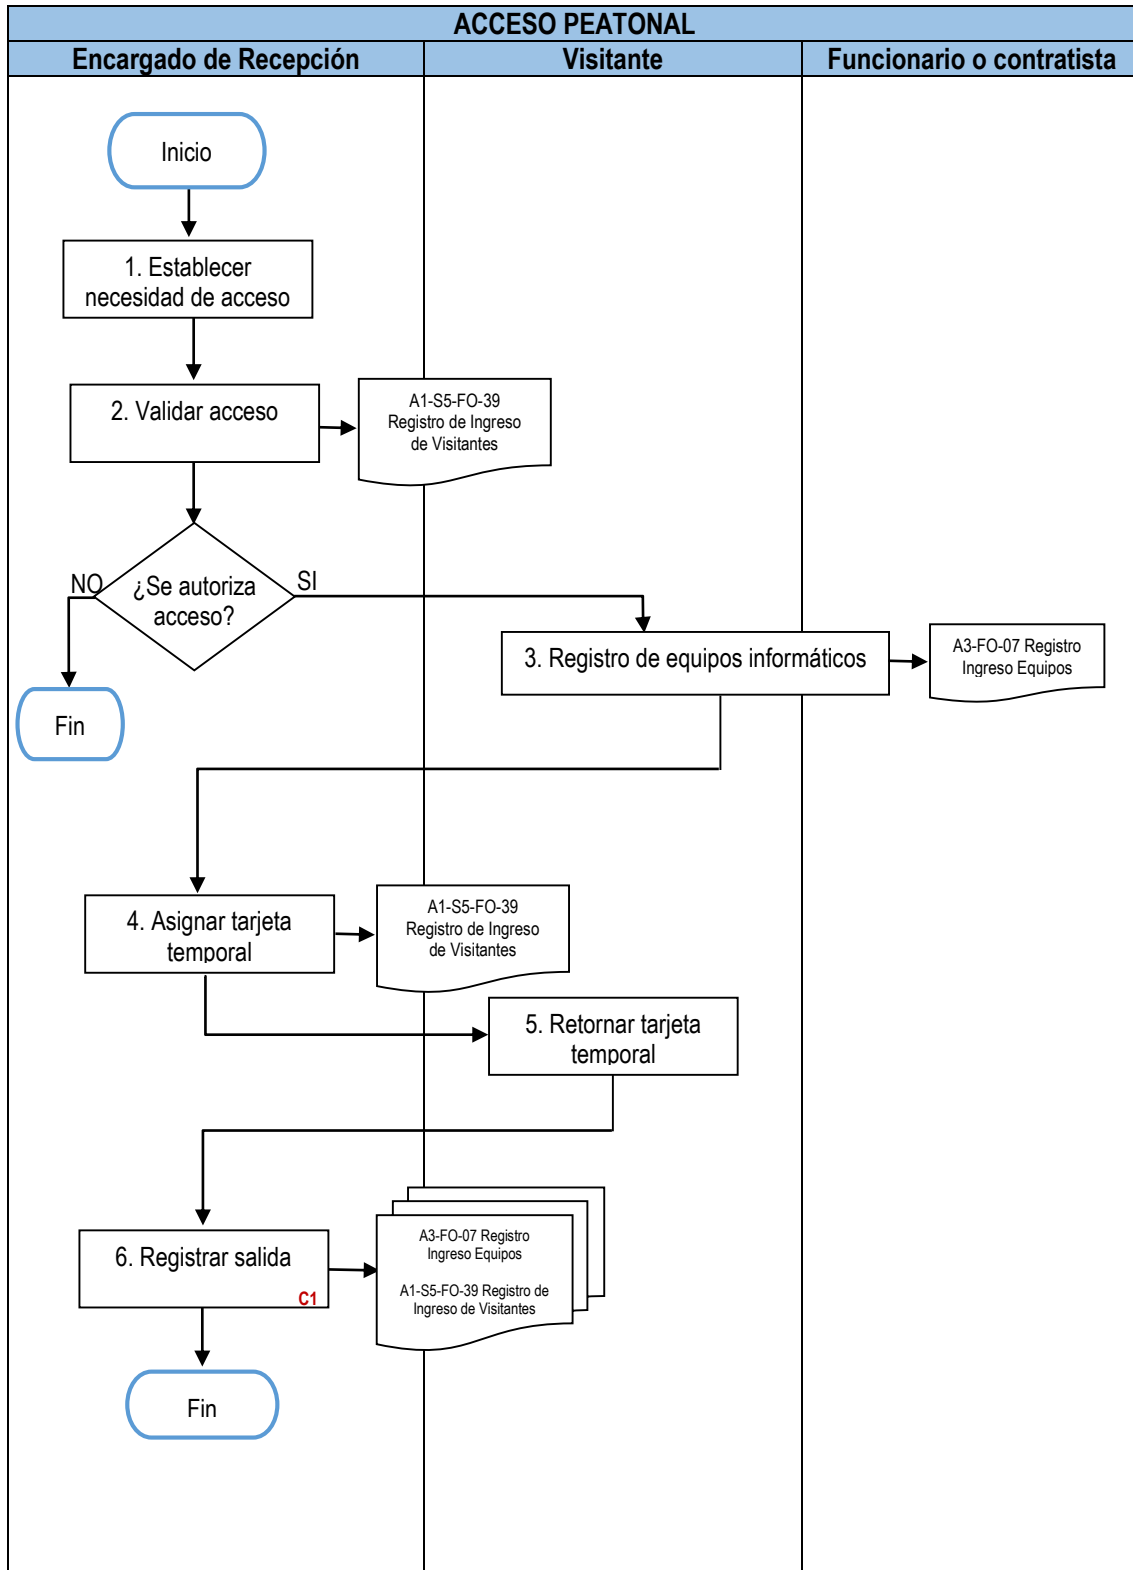 ACCESO PEATONAL
Encargado de Recepción
Visitante
Funcionario o contratista
Inicio
1. Establecer
necesidad de acceso
2. Validar acceso
A1-S5-FO-39
Registro de Ingreso
de Visitantes
¿Se autoriza
acceso?
NO
SI
Fin
3. Registro de equipos informáticos
A3-FO-07 Registro
Ingreso Equipos
4. Asignar tarjeta
temporal
A1-S5-FO-39
Registro de Ingreso
de Visitantes
5. Retornar tarjeta
temporal
6. Registrar salida
C1
A3-FO-07 Registro
Ingreso Equipos
A1-S5-FO-39 Registro de
Ingreso de Visitantes
Fin